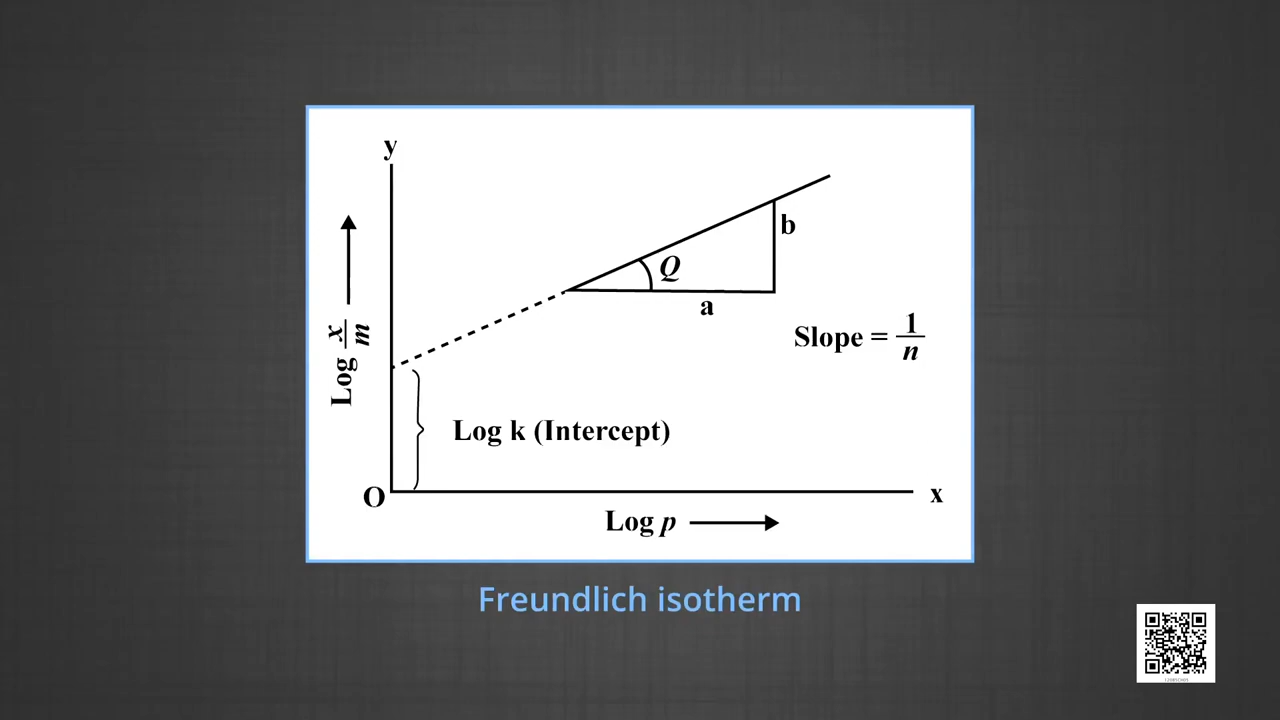 y
Log x/m
b
Q
a
Slope = 1/n
Log k (Intercept)
O
x
Log p
Freundlich isotherm